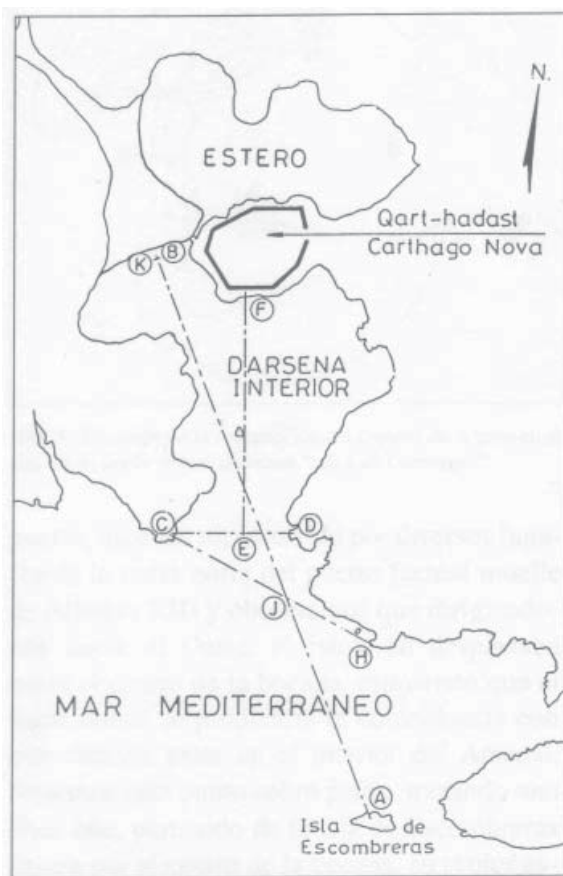 N.
ESTERO
Qart-hadast
Carthago Nova
K
B
F
DARSENA
INTERIOR
C
E
D
J
H
MAR MEDITERRANEO
A
Isla de
Escombreras